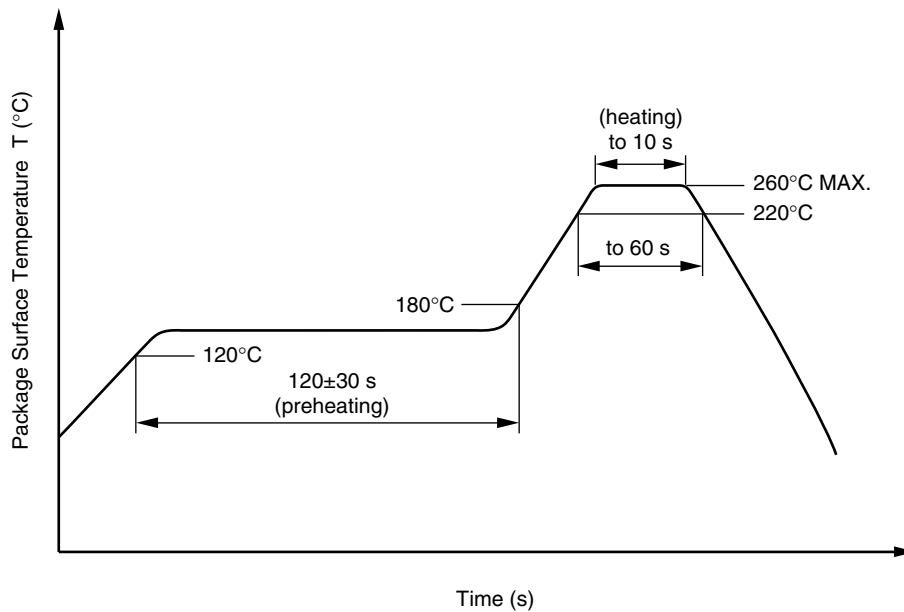 Package Surface Temperature T (°C)
(heating)
to 10 s
260°C MAX.
220°C
to 60 s
180°C
120°C
120±30 s
(preheating)
Time (s)